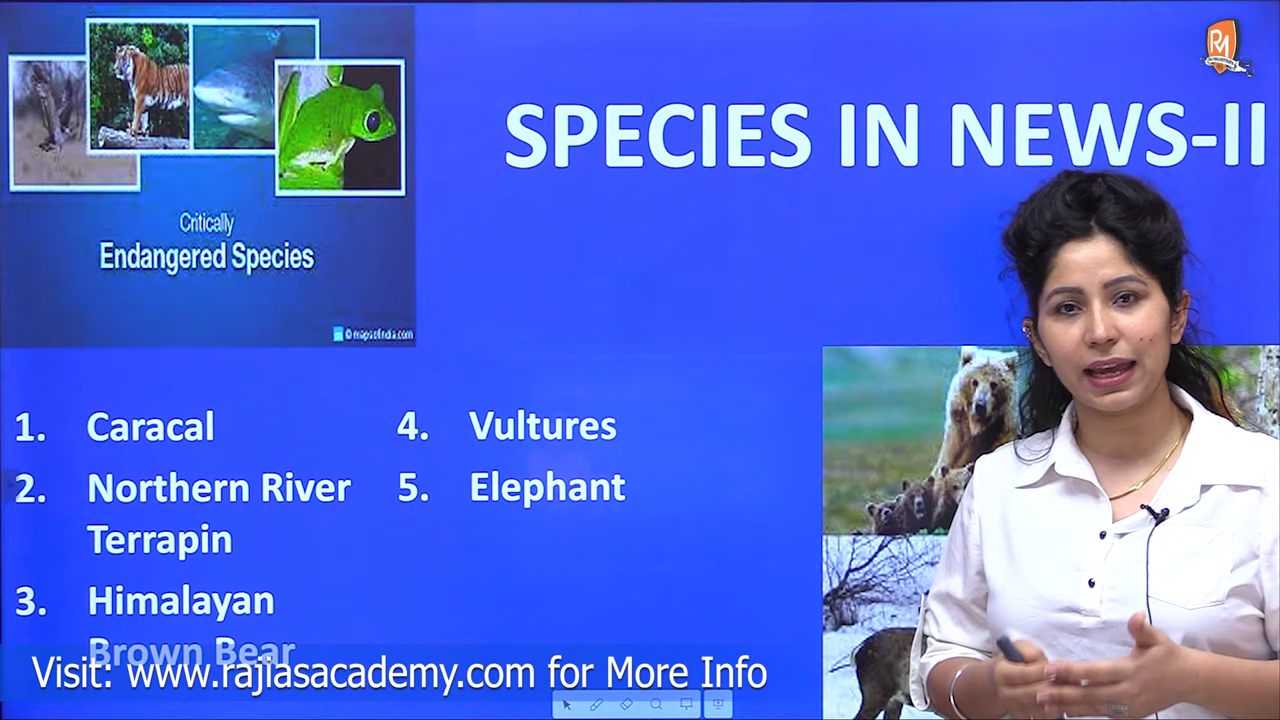 SPECIES IN NEWS-II
Critically
Endangered Species
© mapsofindia.com
1. Caracal
2. Northern River
Terrapin
3. Himalayan
Brown Bear
4. Vultures
5. Elephant
Visit: www.rajiasacademy.com for More Info